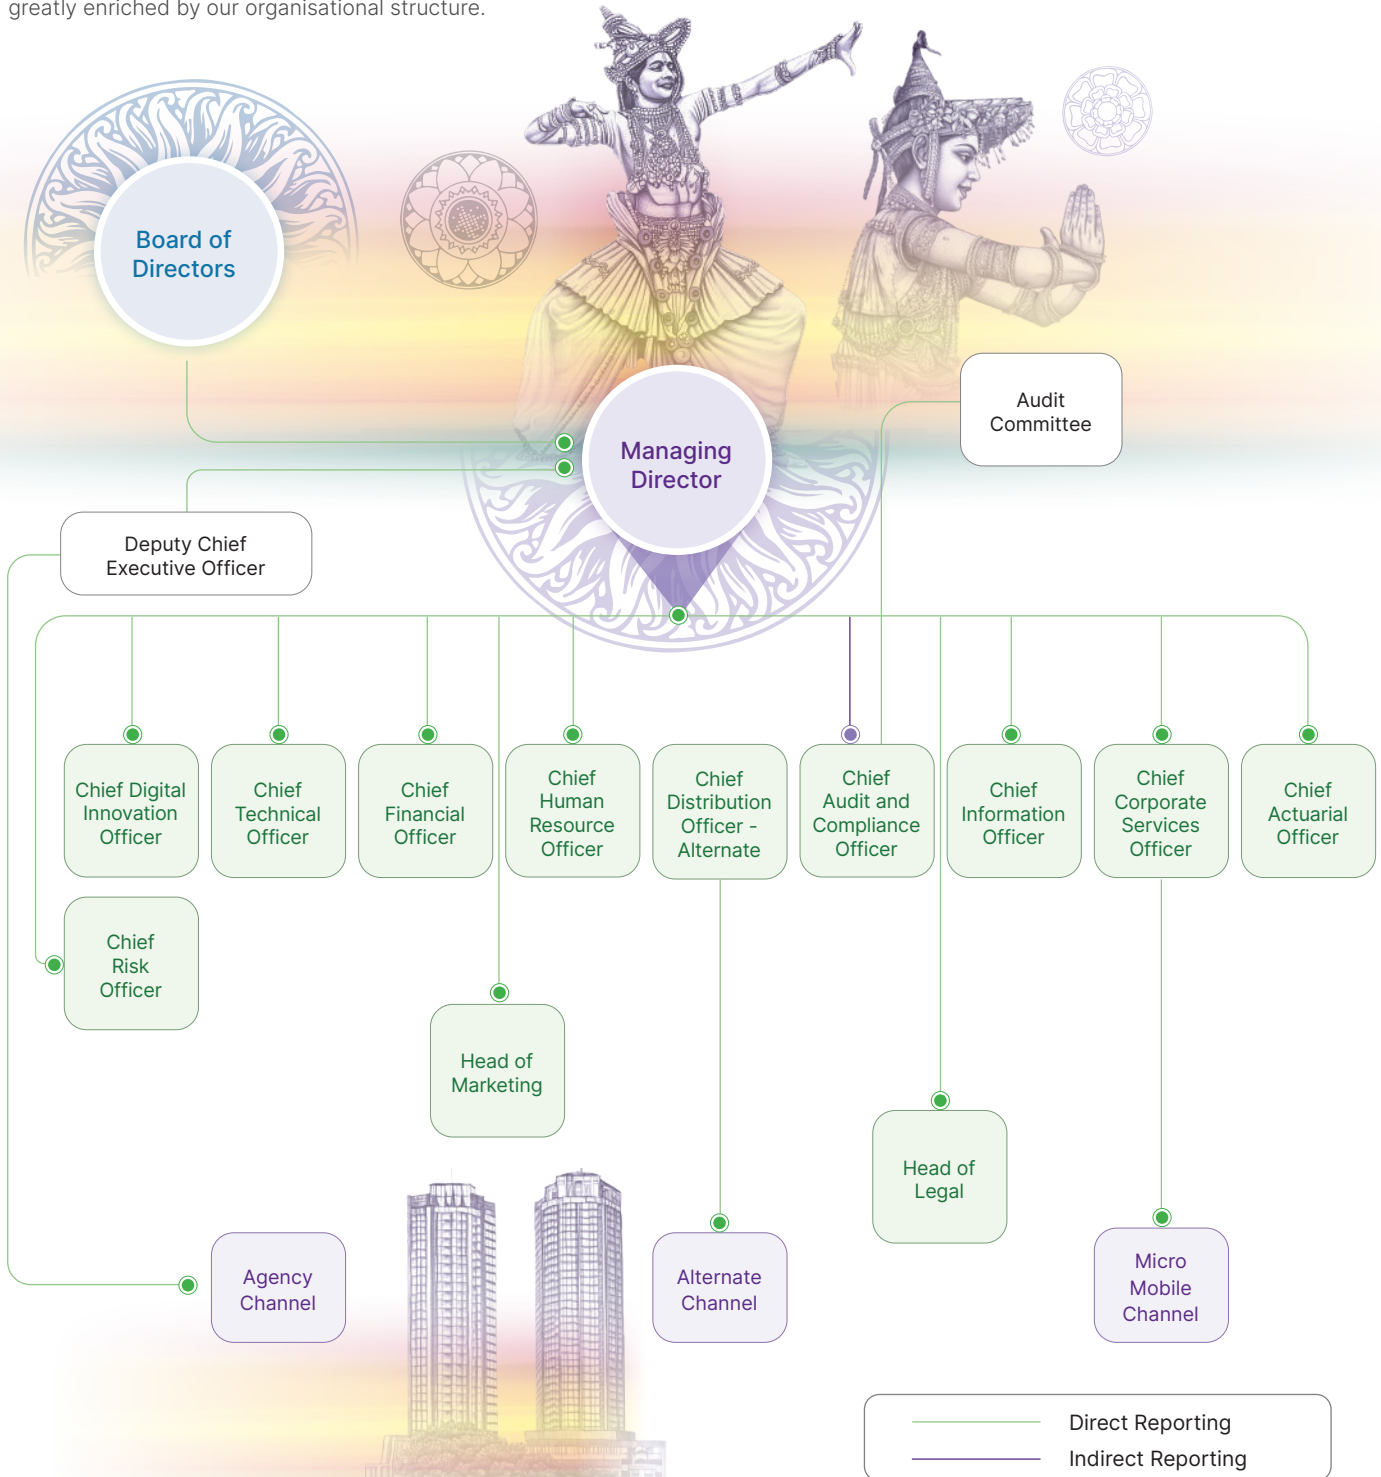 greatly enriched by our organisational structure.
Board of
Directors
Audit
Committee
Managing
Director
Deputy Chief
Executive Officer
Chief Digital
Innovation
Officer
Chief
Technical
Officer
Chief
Financial
Officer
Chief
Human
Resource
Officer
Chief
Distribution
Officer -
Alternate
Chief
Audit and
Compliance
Officer
Chief
Information
Officer
Chief
Corporate
Services
Officer
Chief
Actuarial
Officer
Chief
Risk
Officer
Head of
Marketing
Head of
Legal
Agency
Channel
Alternate
Channel
Micro
Mobile
Channel
Direct Reporting
Indirect Reporting